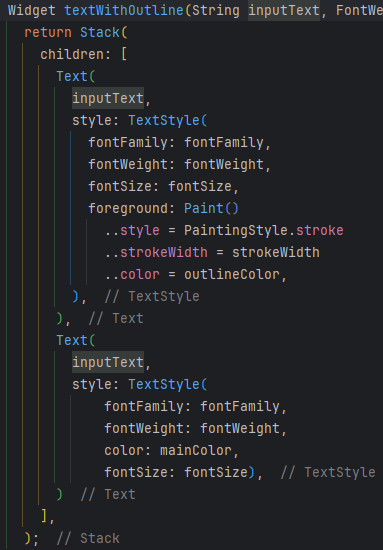 Widget textWithOutline(String inputText, FontWe
return Stack(
children: [
Text(
inputText,
style: TextStyle(
fontFamily: fontFamily,
fontWeight: fontWeight,
fontSize: fontSize,
foreground: Paint()
..style = PaintingStyle.stroke
..strokeWidth = strokeWidth
..color = outlineColor,
), // TextStyle
), // Text
Text(
inputText,
style: TextStyle(
fontFamily: fontFamily,
fontWeight: fontWeight,
color: mainColor,
fontSize: fontSize), // TextStyle
) // Text
],
); // Stack